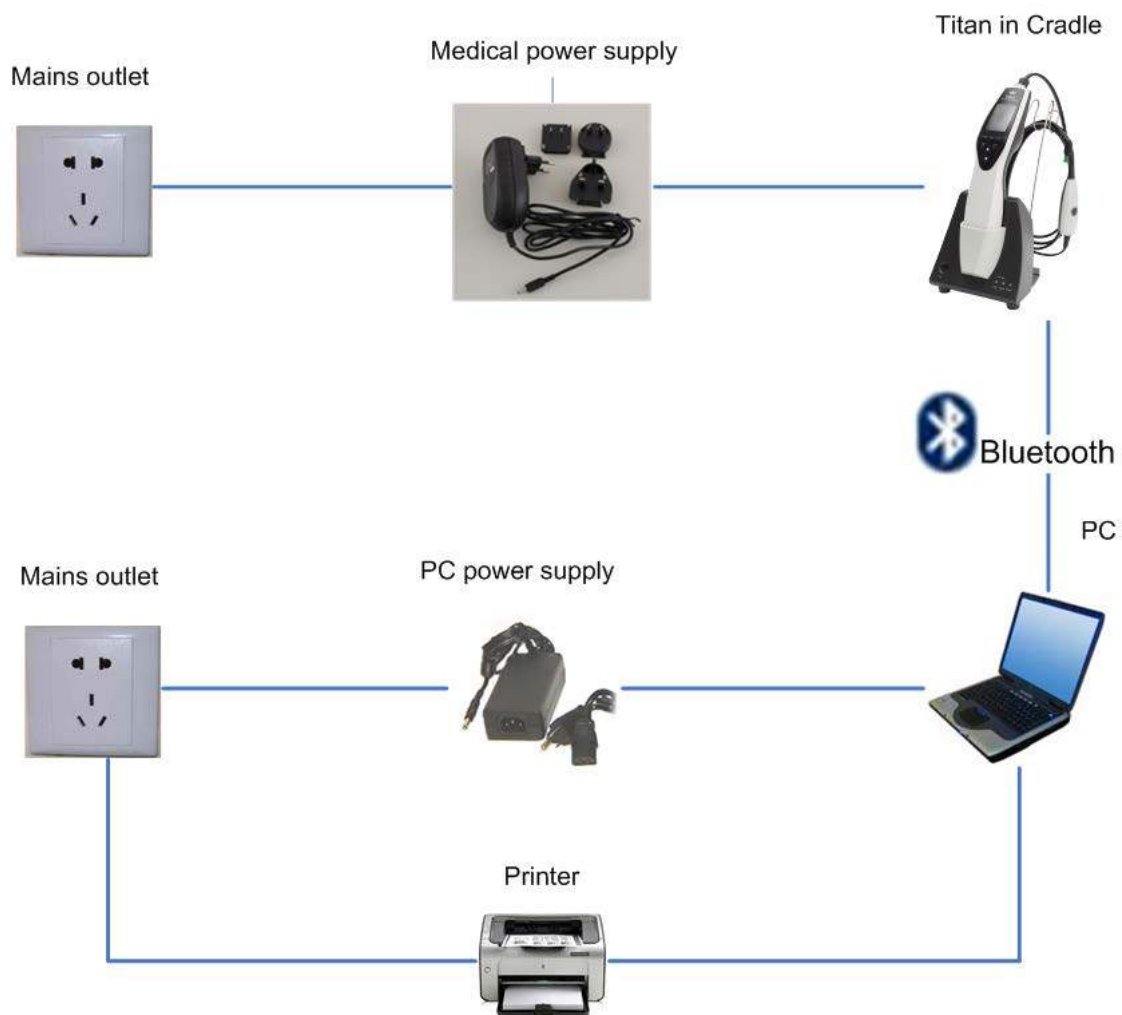 Titan in Cradle
Medical power supply
Mains outlet
Bluetooth
PC
PC power supply
Mains outlet
Printer